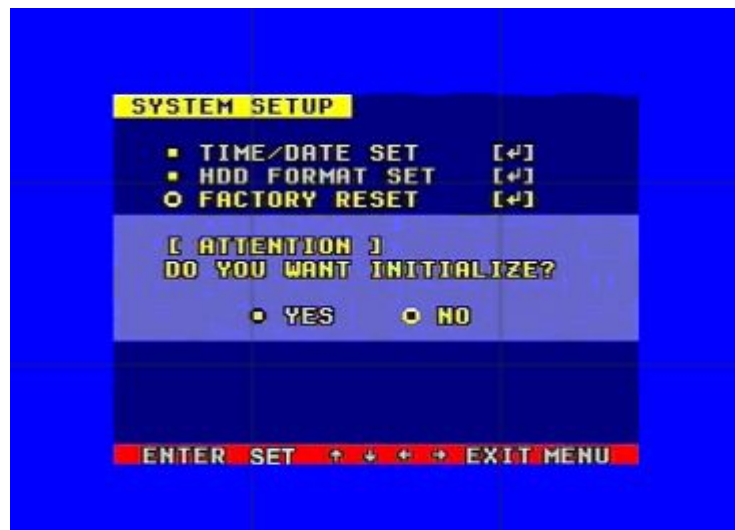 SYSTEM SETUP
TIME/DATE SET [↵]
HDD FORMAT SET [↵]
FACTORY RESET [↵]
[ ATTENTION ]
DO YOU WANT INITIALIZE?
YES NO
ENTER SET ↑ ↓ ← → EXIT MENU